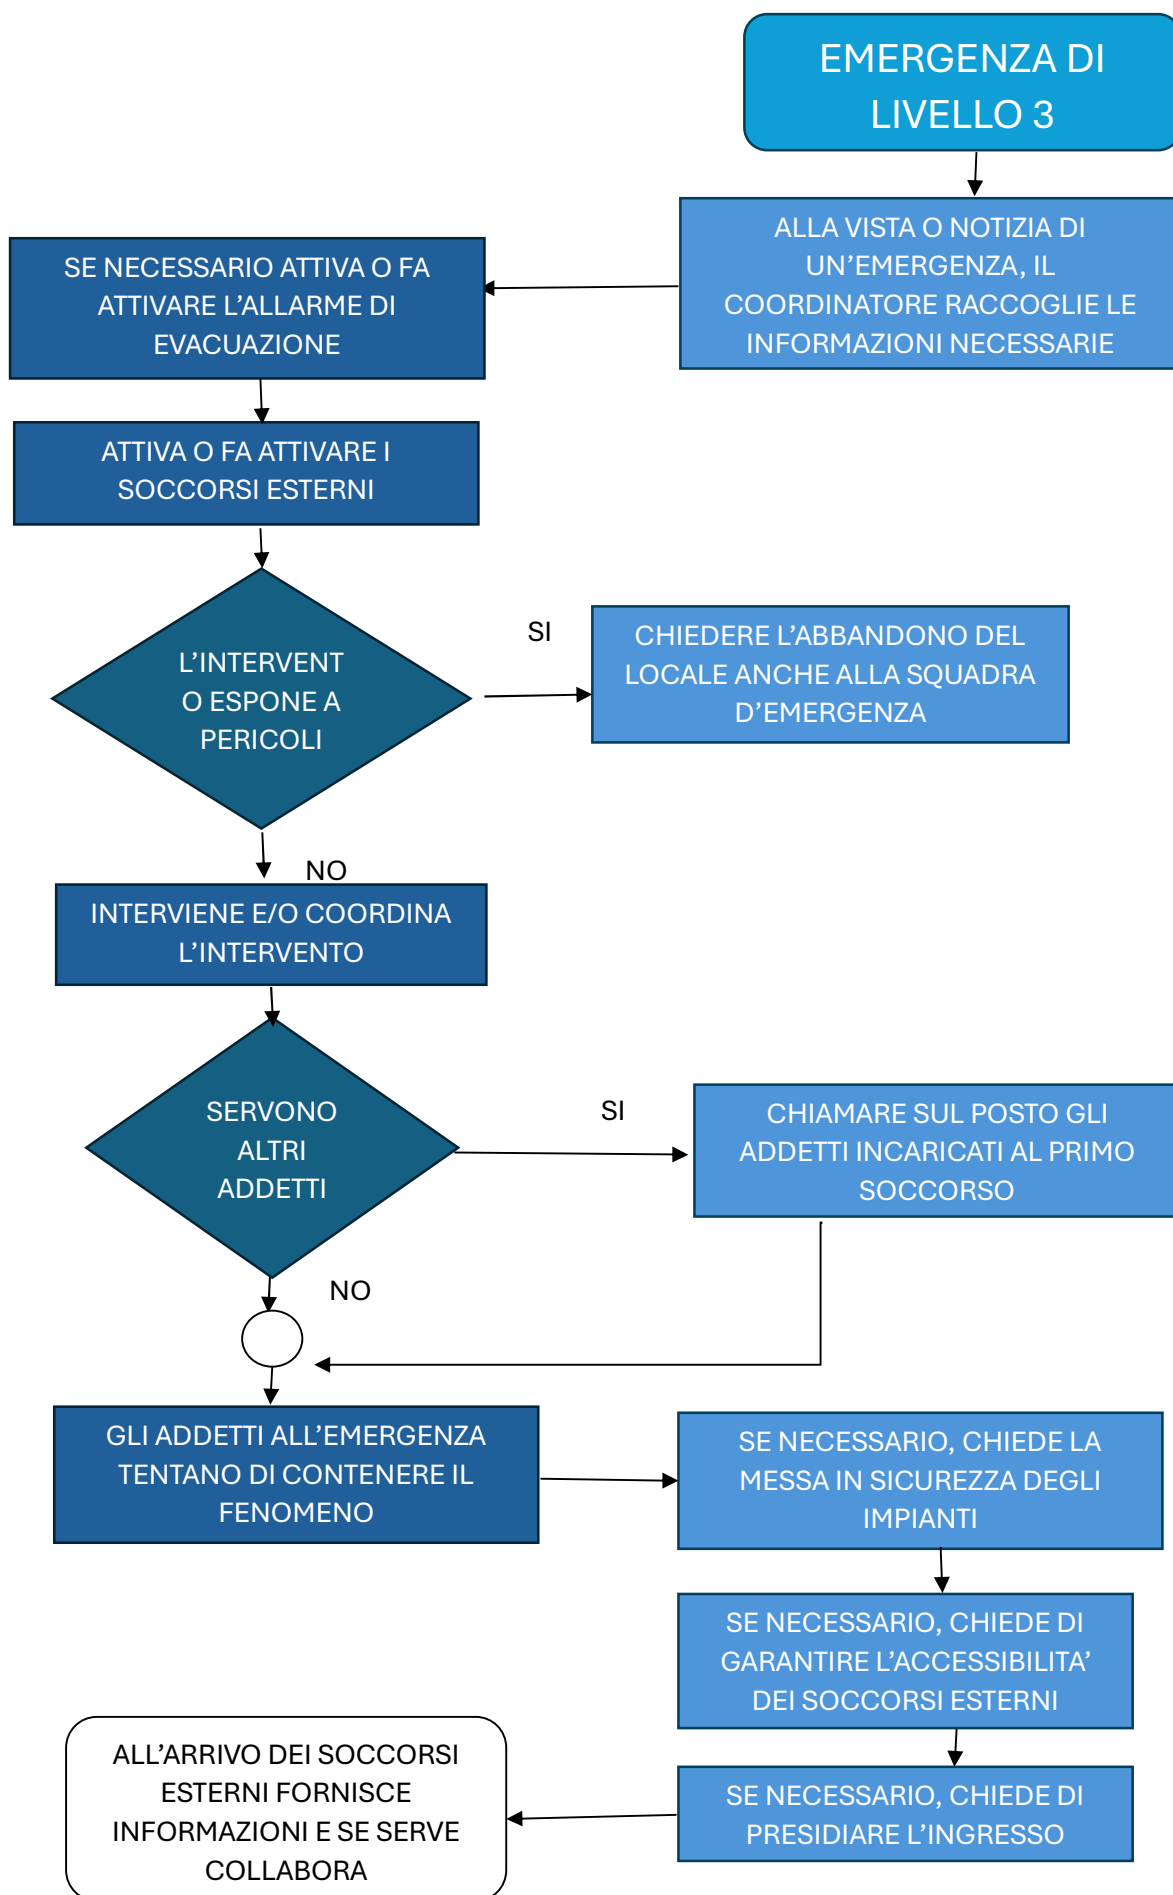 EMERGENZA DI
LIVELLO 3
ALLA VISTA O NOTIZIA DI
UN’EMERGENZA, IL
COORDINATORE RACCOGLIE LE
INFORMAZIONI NECESSARIE
SE NECESSARIO ATTIVA O FA
ATTIVARE L’ALLARME DI
EVACUAZIONE
ATTIVA O FA ATTIVARE I
SOCCORSI ESTERNI
L’INTERVENT
O ESPONE A
PERICOLI
SI
CHIEDERE L’ABBANDONO DEL
LOCALE ANCHE ALLA SQUADRA
D’EMERGENZA
NO
INTERVIENE E/O COORDINA
L’INTERVENTO
SERVONO
ALTRI
ADDETTI
SI
CHIAMARE SUL POSTO GLI
ADDETTI INCARICATI AL PRIMO
SOCCORSO
NO
GLI ADDETTI ALL’EMERGENZA
TENTANO DI CONTENERE IL
FENOMENO
SE NECESSARIO, CHIEDE LA
MESSA IN SICUREZZA DEGLI
IMPIANTI
SE NECESSARIO, CHIEDE DI
GARANTIRE L’ACCESSIBILITA’
DEI SOCCORSI ESTERNI
SE NECESSARIO, CHIEDE DI
PRESIDIARE L’INGRESSO
ALL’ARRIVO DEI SOCCORSI
ESTERNI FORNISCE
INFORMAZIONI E SE SERVE
COLLABORA